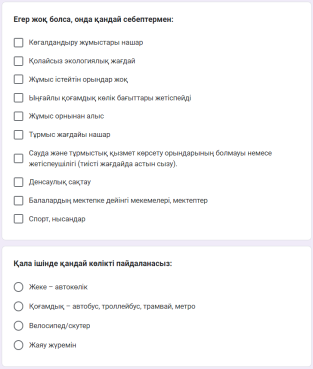 Егер жоқ болса, онда қандай себептермен:
Көгалдандыру жұмыстары нашар
Қолайсыз экологиялық жағдай
Жұмыс істейтін орындар жоқ
Ыңғайлы қоғамдық көлік бағыттары жетіспейді
Жұмыс орнынан алыс
Тұрмыс жағдайы нашар
Сауда және тұрмыстық қызмет көрсету орындарының болмауы немесе
жетіспеушілігі (тиісті жағдайда астын сызу).
Денсаулық сақтау
Балалардың мектепке дейінгі мекемелері, мектептер
Спорт, нысандар
Қала ішінде қандай көлікті пайдаланасыз:
Жеке – автокөлік
Қоғамдық – автобус, троллейбус, трамвай, метро
Велосипед/скутер
Жаяу жүремін